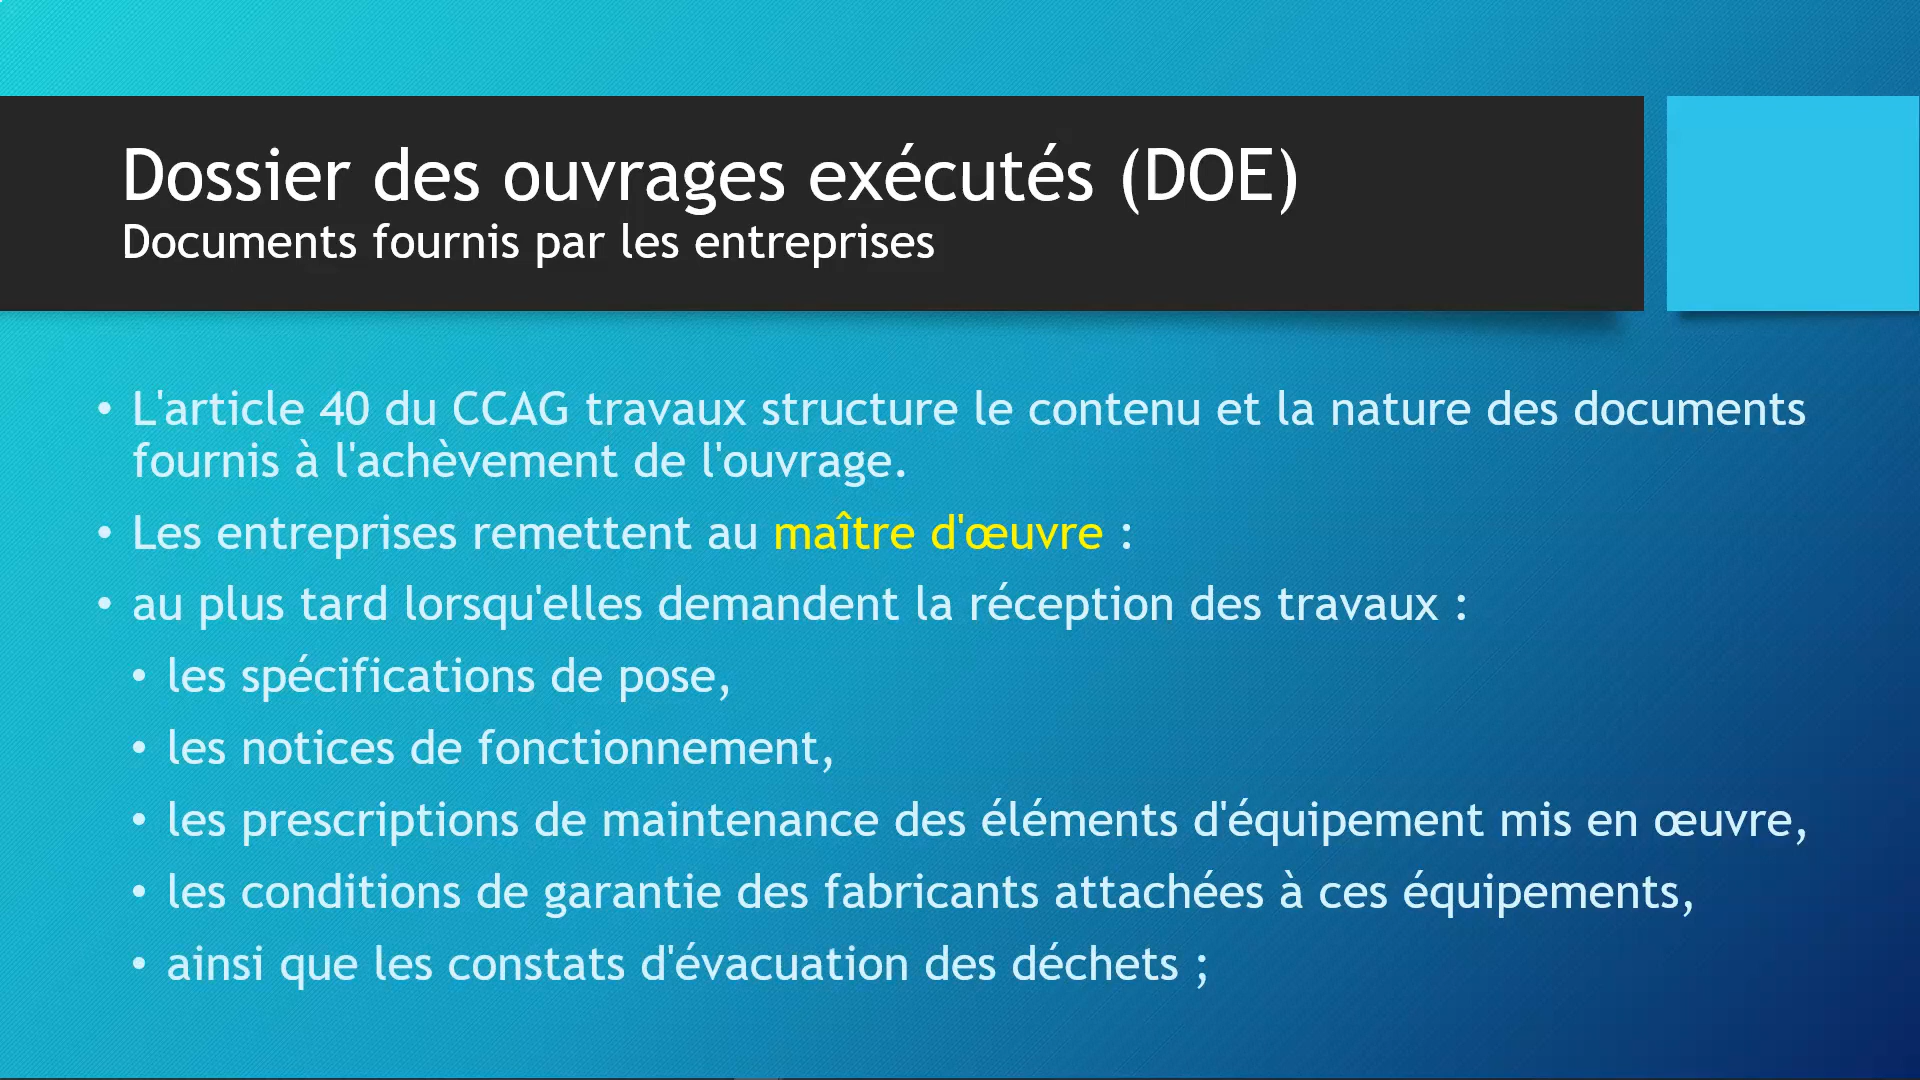 Dossier des ouvrages exécutés (DOE)
Documents fournis par les entreprises
• L'article 40 du CCAG travaux structure le contenu et la nature des documents
fournis à l'achèvement de l'ouvrage.
• Les entreprises remettent au maître d'œuvre :
• au plus tard lorsqu'elles demandent la réception des travaux :
• les spécifications de pose,
• les notices de fonctionnement,
• les prescriptions de maintenance des éléments d'équipement mis en œuvre,
• les conditions de garantie des fabricants attachées à ces équipements,
• ainsi que les constats d'évacuation des déchets ;